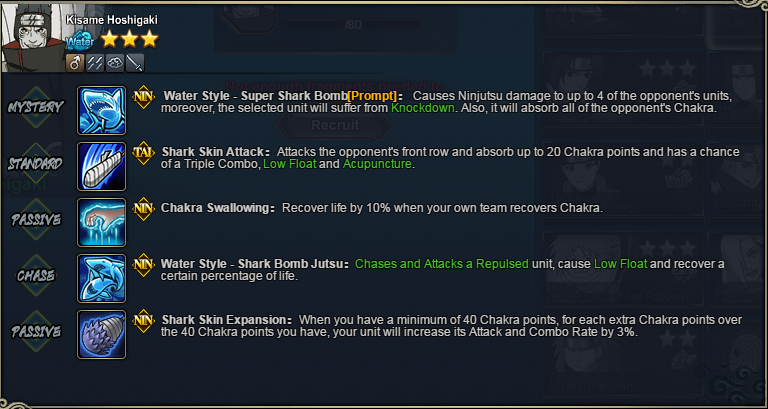 /80
Kisame Hoshigaki
Water
Recruit
MYSTERY
NIN
Water Style - Super Shark Bomb[Prompt]： Causes Ninjutsu damage to up to 4 of the opponent's units,
moreover, the selected unit will suffer from Knockdown. Also, it will absorb all of the opponent's Chakra.
STANDARD
TAI
Shark Skin Attack： Attacks the opponent's front row and absorb up to 20 Chakra points and has a chance
of a Triple Combo, Low Float and Acupuncture.
PASSIVE
NIN
Chakra Swallowing： Recover life by 10% when your own team recovers Chakra.
CHASE
NIN
Water Style - Shark Bomb Jutsu： Chases and Attacks a Repulsed unit, cause Low Float and recover a
certain percentage of life.
PASSIVE
NIN
Shark Skin Expansion： When you have a minimum of 40 Chakra points, for each extra Chakra points over
the 40 Chakra points you have, your unit will increase its Attack and Combo Rate by 3%.